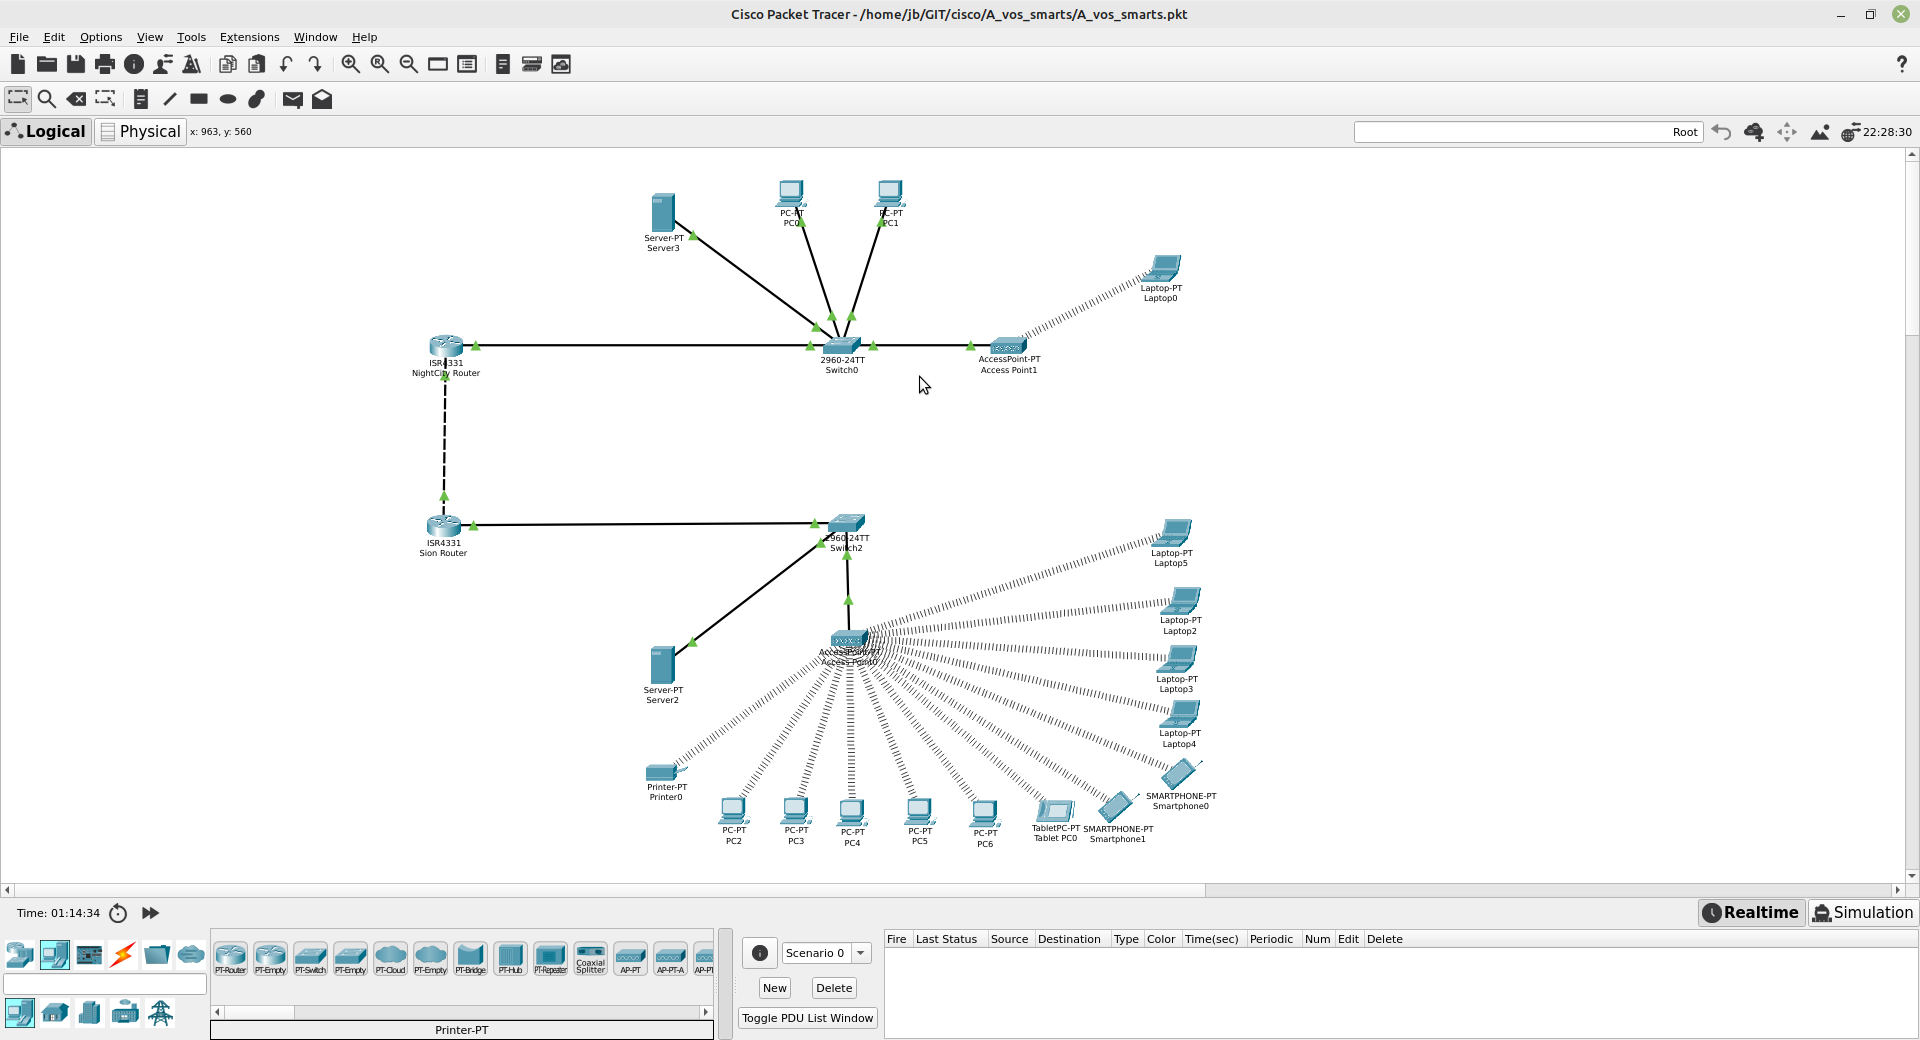 Cisco Packet Tracer - /home/jb/GIT/cisco/A_vos_smarts/A_vos_smarts.pkt
File Edit Options View Tools Extensions Window Help
?
Logical Physical x: 963, y: 560 Root 22:28:30
PC-PT
PC0
PC-PT
PC1
Server-PT
Server3
Laptop-PT
Laptop0
ISR4331
NightCity Router
2960-24TT
Switch0
AccessPoint-PT
Access Point1
ISR4331
Sion Router
2960-24TT
Switch2
Laptop-PT
Laptop5
Laptop-PT
Laptop2
AccessPoint-PT
Access Point0
Laptop-PT
Laptop3
Server-PT
Server2
Laptop-PT
Laptop4
Printer-PT
Printer0
SMARTPHONE-PT
Smartphone0
PC-PT
PC2
PC-PT
PC3
PC-PT
PC4
PC-PT
PC5
PC-PT
PC6
TabletPC-PT
Tablet PC0
SMARTPHONE-PT
Smartphone1
Time: 01:14:34 Realtime Simulation
PT-Router PT-Empty PT-Switch PT-Empty PT-Cloud PT-Empty PT-Bridge PT-Hub PT-Repeater Coaxial Splitter AP-PT AP-PT-A AP-PT
Printer-PT
Scenario 0
New Delete
Toggle PDU List Window
Fire Last Status Source Destination Type Color Time(sec) Periodic Num Edit Delete